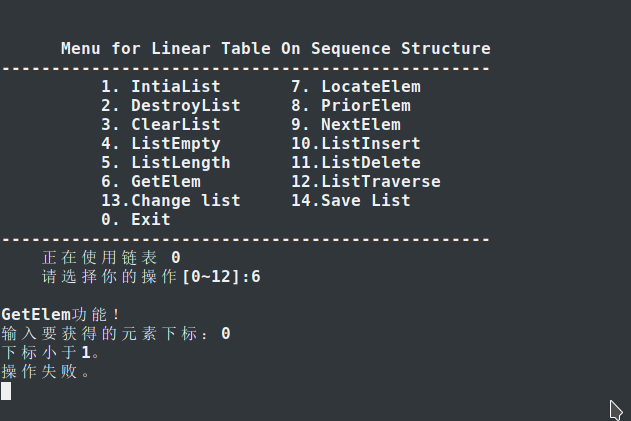 Menu for Linear Table On Sequence Structure
-------------------------------------------------
1. IntiaList 7. LocateElem
2. DestroyList 8. PriorElem
3. ClearList 9. NextElem
4. ListEmpty 10.ListInsert
5. ListLength 11.ListDelete
6. GetElem 12.ListTraverse
13.Change list 14.Save List
0. Exit
-------------------------------------------------
正在使用链表 0
请选择你的操作[0~12]:6
GetElem功能！
输入要获得的元素下标：0
下标小于1。
操作失败。